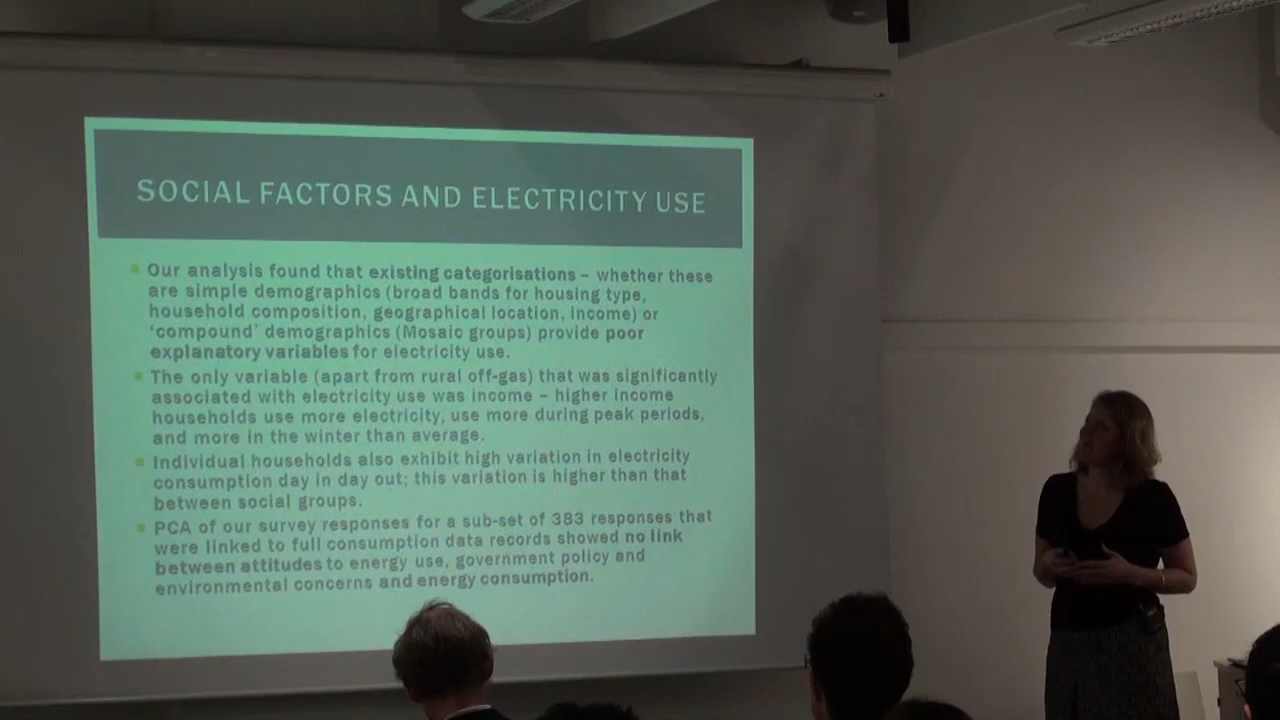 SOCIAL FACTORS AND ELECTRICITY USE
Our analysis found that existing categorisations – whether these
are simple demographics (broad bands for housing type,
household composition, geographical location, income) or
‘compound’ demographics (Mosaic groups) provide poor
explanatory variables for electricity use.
The only variable (apart from rural off-gas) that was significantly
associated with electricity use was income – higher income
households use more electricity, use more during peak periods,
and more in the winter than average.
Individual households also exhibit high variation in electricity
consumption day in day out; this variation is higher than that
between social groups.
PCA of our survey responses for a sub-set of 383 responses that
were linked to full consumption data records showed no link
between attitudes to energy use, government policy and
environmental concerns and energy consumption.